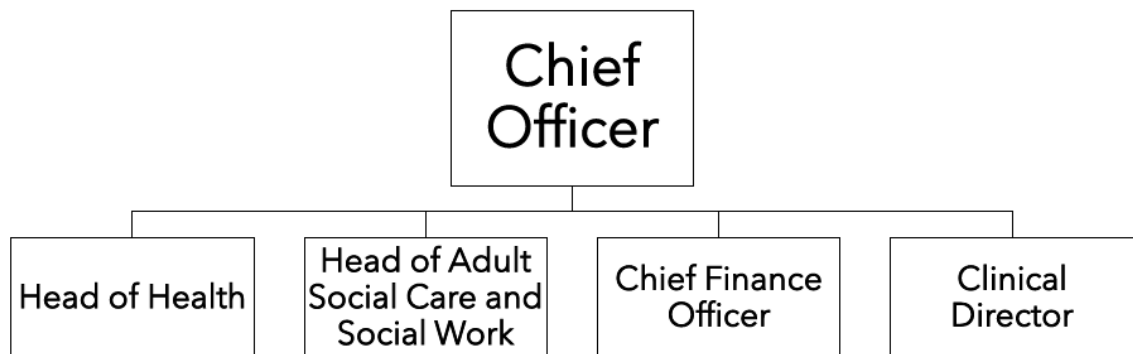 Chief
Officer
Head of Health
Head of Adult
Social Care and
Social Work
Chief Finance
Officer
Clinical
Director